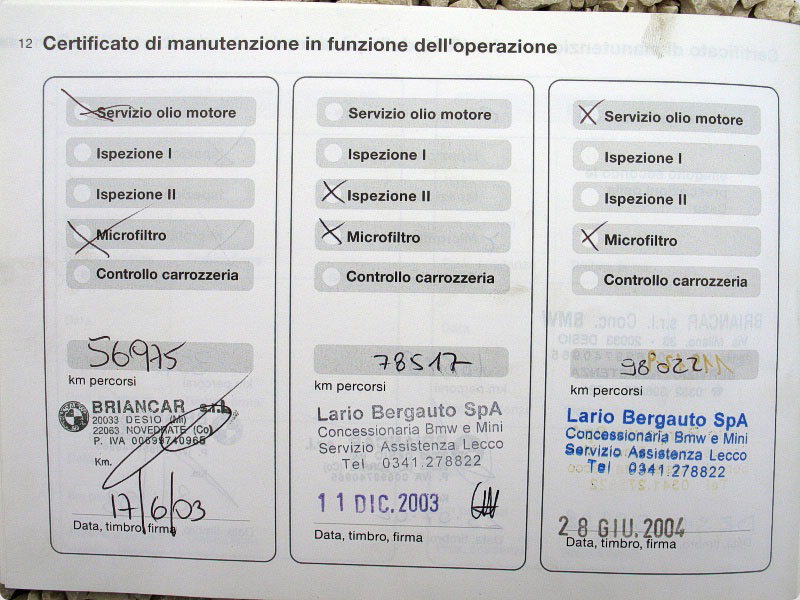 12 Certificato di manutenzione in funzione dell'operazione
Servizio olio motore
Ispezione I
Ispezione II
Microfiltro
Controllo carrozzeria
56975
km percorsi
BRIANCAR s.r.l.
20033 DESIO (MI)
22063 NOVEDRATE (Co)
P. IVA 00699740965
Km.
17/6/03
Data, timbro, firma
Servizio olio motore
Ispezione I
Ispezione II
Microfiltro
Controllo carrozzeria
78517
km percorsi
Lario Bergauto SpA
Concessionaria Bmw e Mini
Servizio Assistenza Lecco
Tel 0341.278822
11 DIC. 2003
Data, timbro, firma
Servizio olio motore
Ispezione I
Ispezione II
Microfiltro
Controllo carrozzeria
98022
km percorsi
Lario Bergauto SpA
Concessionaria Bmw e Mini
Servizio Assistenza Lecco
Tel 0341.278822
28 GIU. 2004
Data, timbro, firma